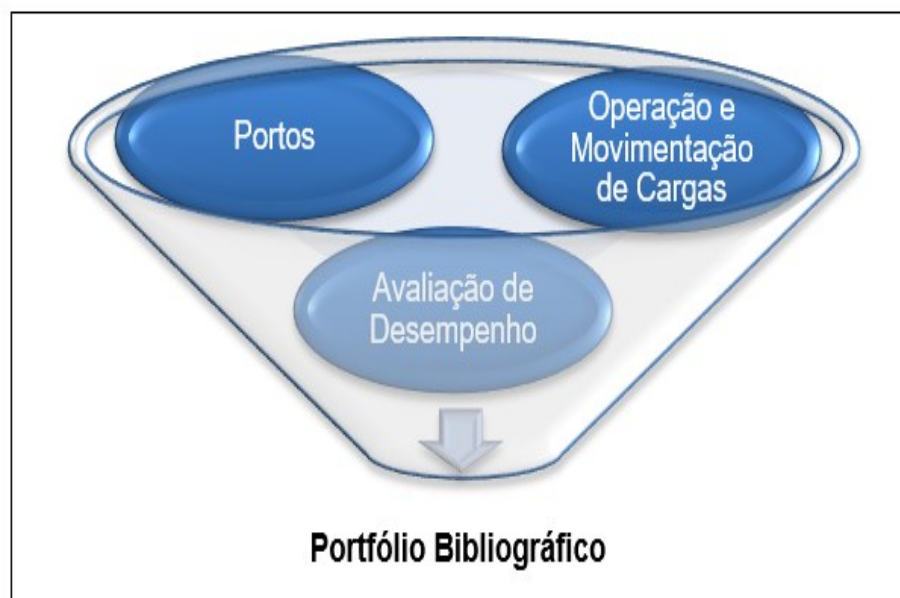 Portos
Operação e
Movimentação
de Cargas
Avaliação de
Desempenho
Portfólio Bibliográfico